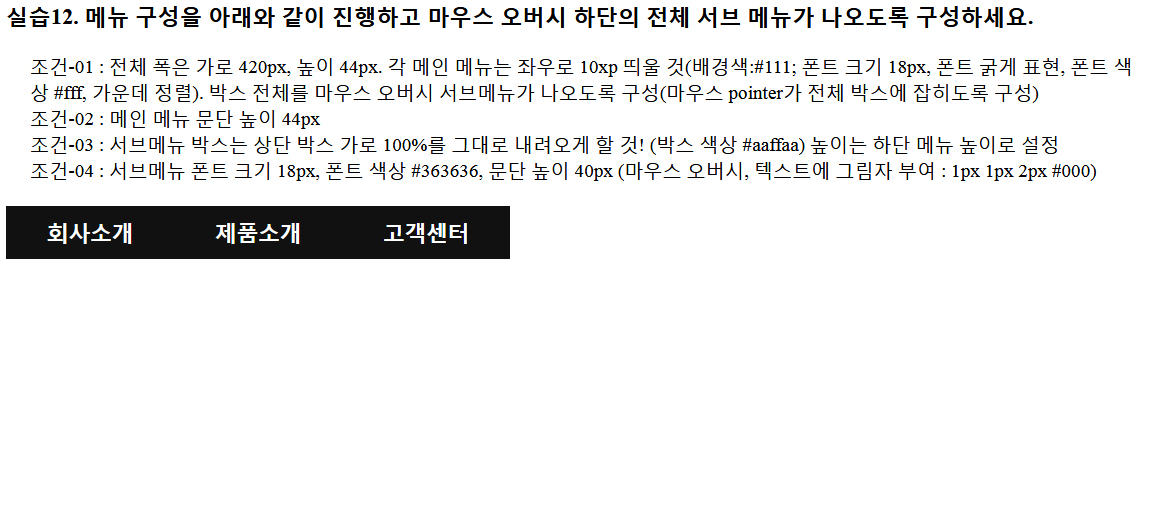 실습12. 메뉴 구성을 아래와 같이 진행하고 마우스 오버시 하단의 전체 서브 메뉴가 나오도록 구성하세요.
조건-01 : 전체 폭은 가로 420px, 높이 44px. 각 메인 메뉴는 좌우로 10xp 띄울 것(배경색:#111; 폰트 크기 18px, 폰트 굵게 표현, 폰트 색
상 #fff, 가운데 정렬). 박스 전체를 마우스 오버시 서브메뉴가 나오도록 구성(마우스 pointer가 전체 박스에 잡히도록 구성)
조건-02 : 메인 메뉴 문단 높이 44px
조건-03 : 서브메뉴 박스는 상단 박스 가로 100%를 그대로 내려오게 할 것! (박스 색상 #aaffaa) 높이는 하단 메뉴 높이로 설정
조건-04 : 서브메뉴 폰트 크기 18px, 폰트 색상 #363636, 문단 높이 40px (마우스 오버시, 텍스트에 그림자 부여 : 1px 1px 2px #000)
회사소개 제품소개 고객센터